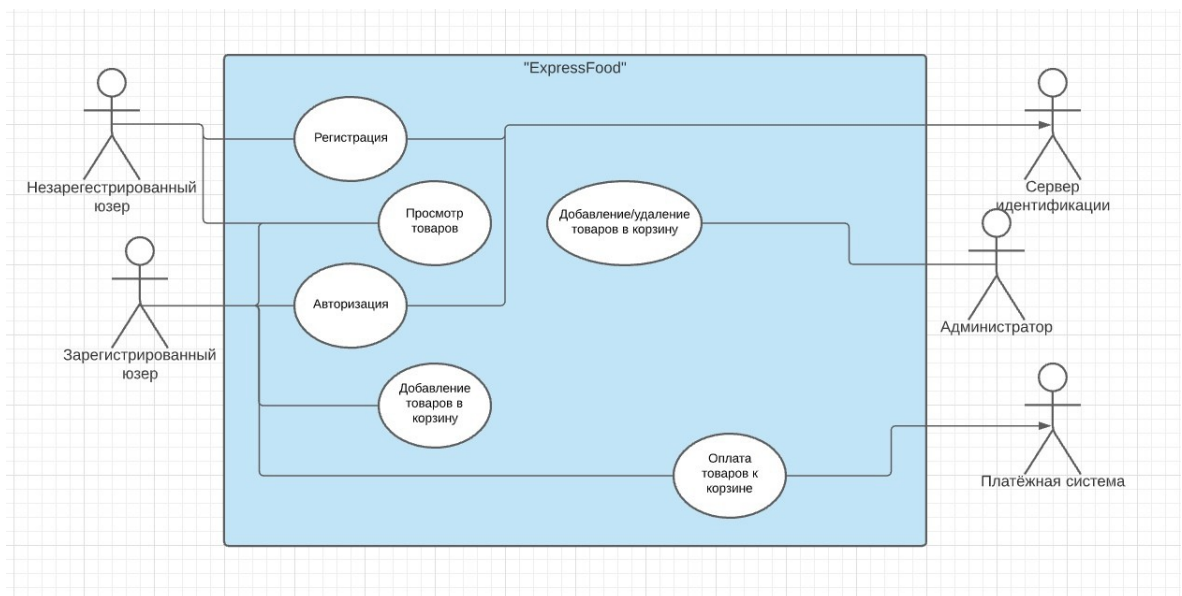 "ExpressFood"
Регистрация
Незарегестрированный
юзер
Просмотр
товаров
Добавление/удаление
товаров в корзину
Сервер
идентификации
Авторизация
Администратор
Зарегистрированный
юзер
Добавление
товаров в
корзину
Оплата
товаров к
корзине
Платёжная система